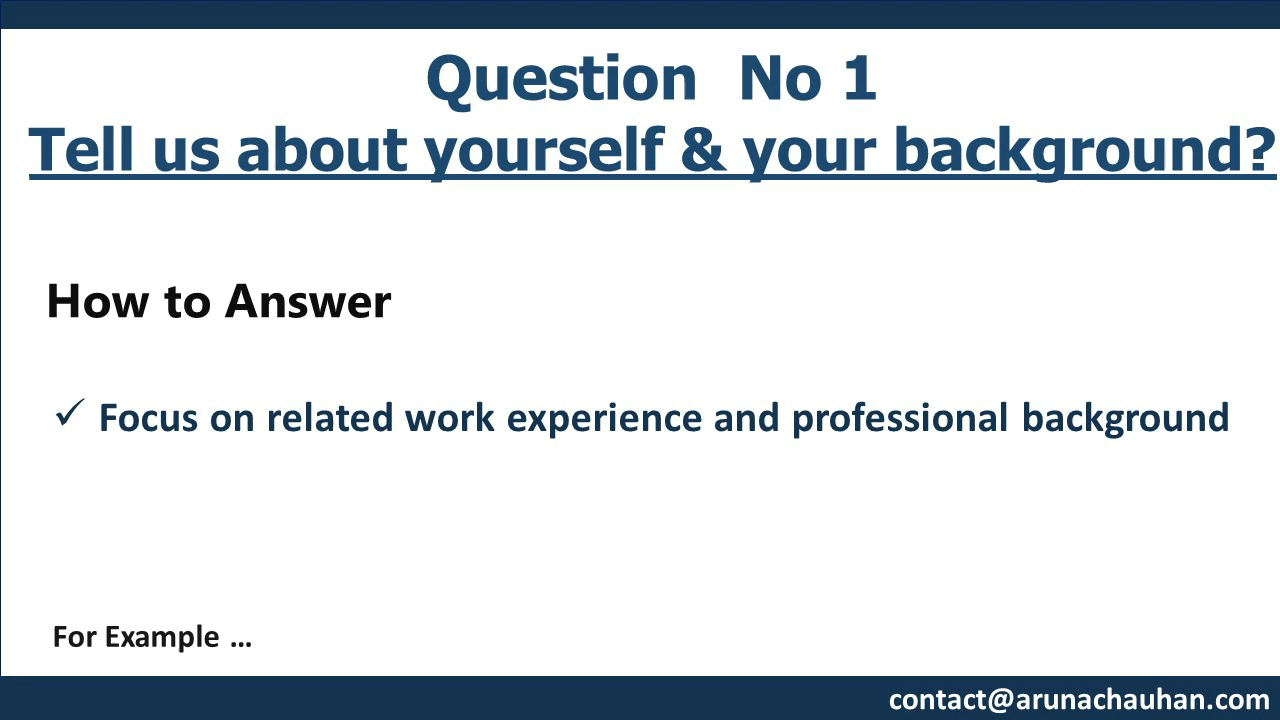 Question No 1
Tell us about yourself & your background?
How to Answer
✓ Focus on related work experience and professional background
For Example ...
contact@arunachauhan.com